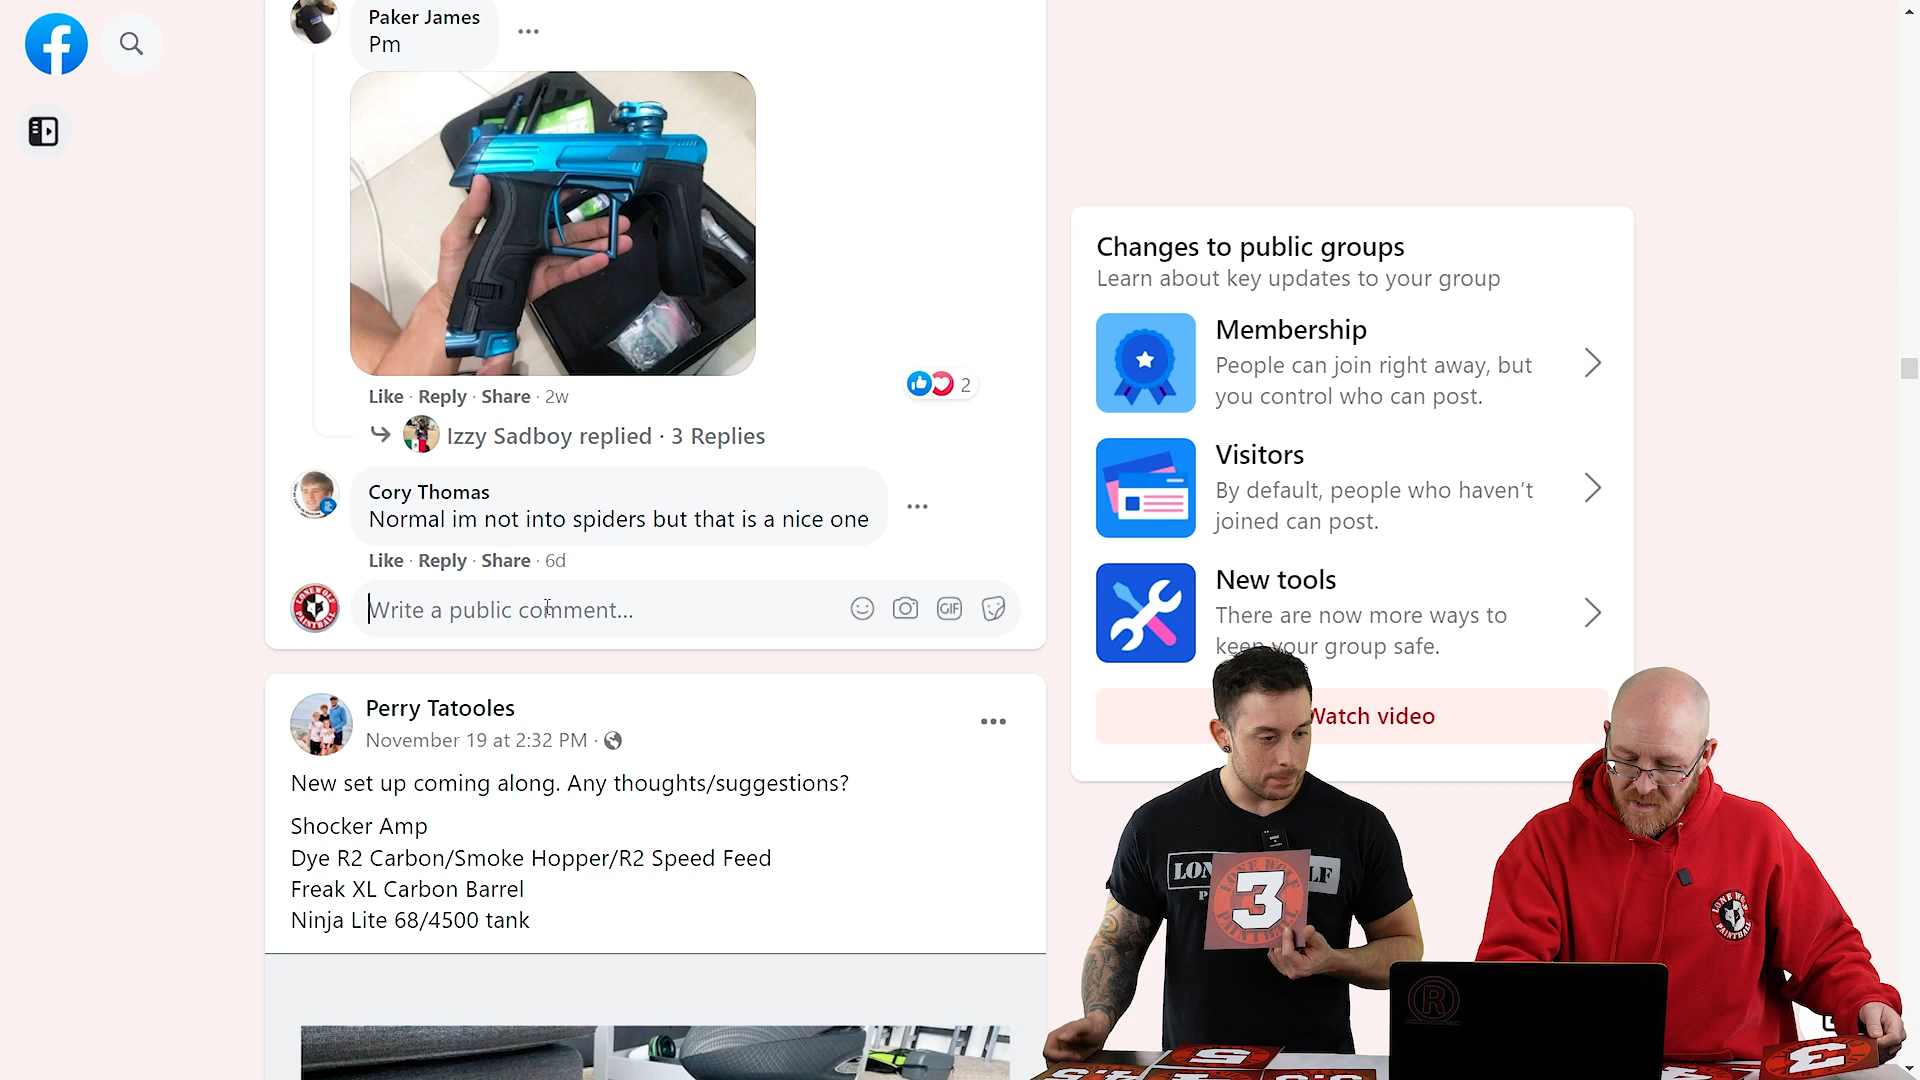 Paker James
Pm
Like · Reply · Share · 2w
2
Izzy Sadboy replied · 3 Replies
Cory Thomas
Normal im not into spiders but that is a nice one
Like · Reply · Share · 6d
Write a public comment...
GIF
Perry Tatooles
November 19 at 2:32 PM ·
New set up coming along. Any thoughts/suggestions?
Shocker Amp
Dye R2 Carbon/Smoke Hopper/R2 Speed Feed
Freak XL Carbon Barrel
Ninja Lite 68/4500 tank
Changes to public groups
Learn about key updates to your group
Membership
People can join right away, but
you control who can post.
Visitors
By default, people who haven't
joined can post.
New tools
There are now more ways to
keep your group safe.
Watch video
LONE WOLF
3
PAINTBALL
LONE WOLF
PAINTBALL
R
5
3